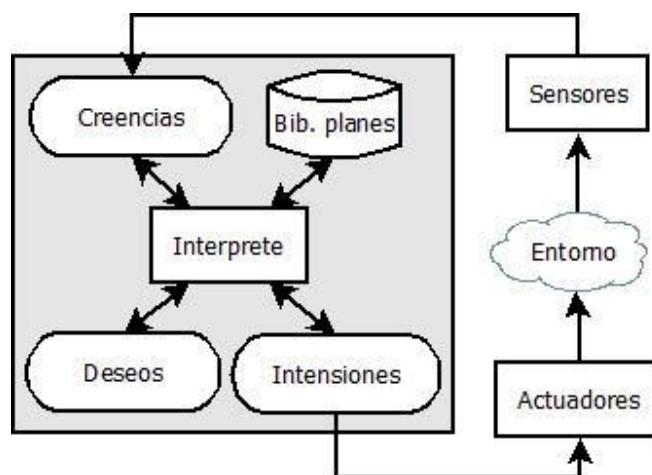 Creencias
Bib. planes
Sensores
Interprete
Entorno
Deseos
Intensiones
Actuadores